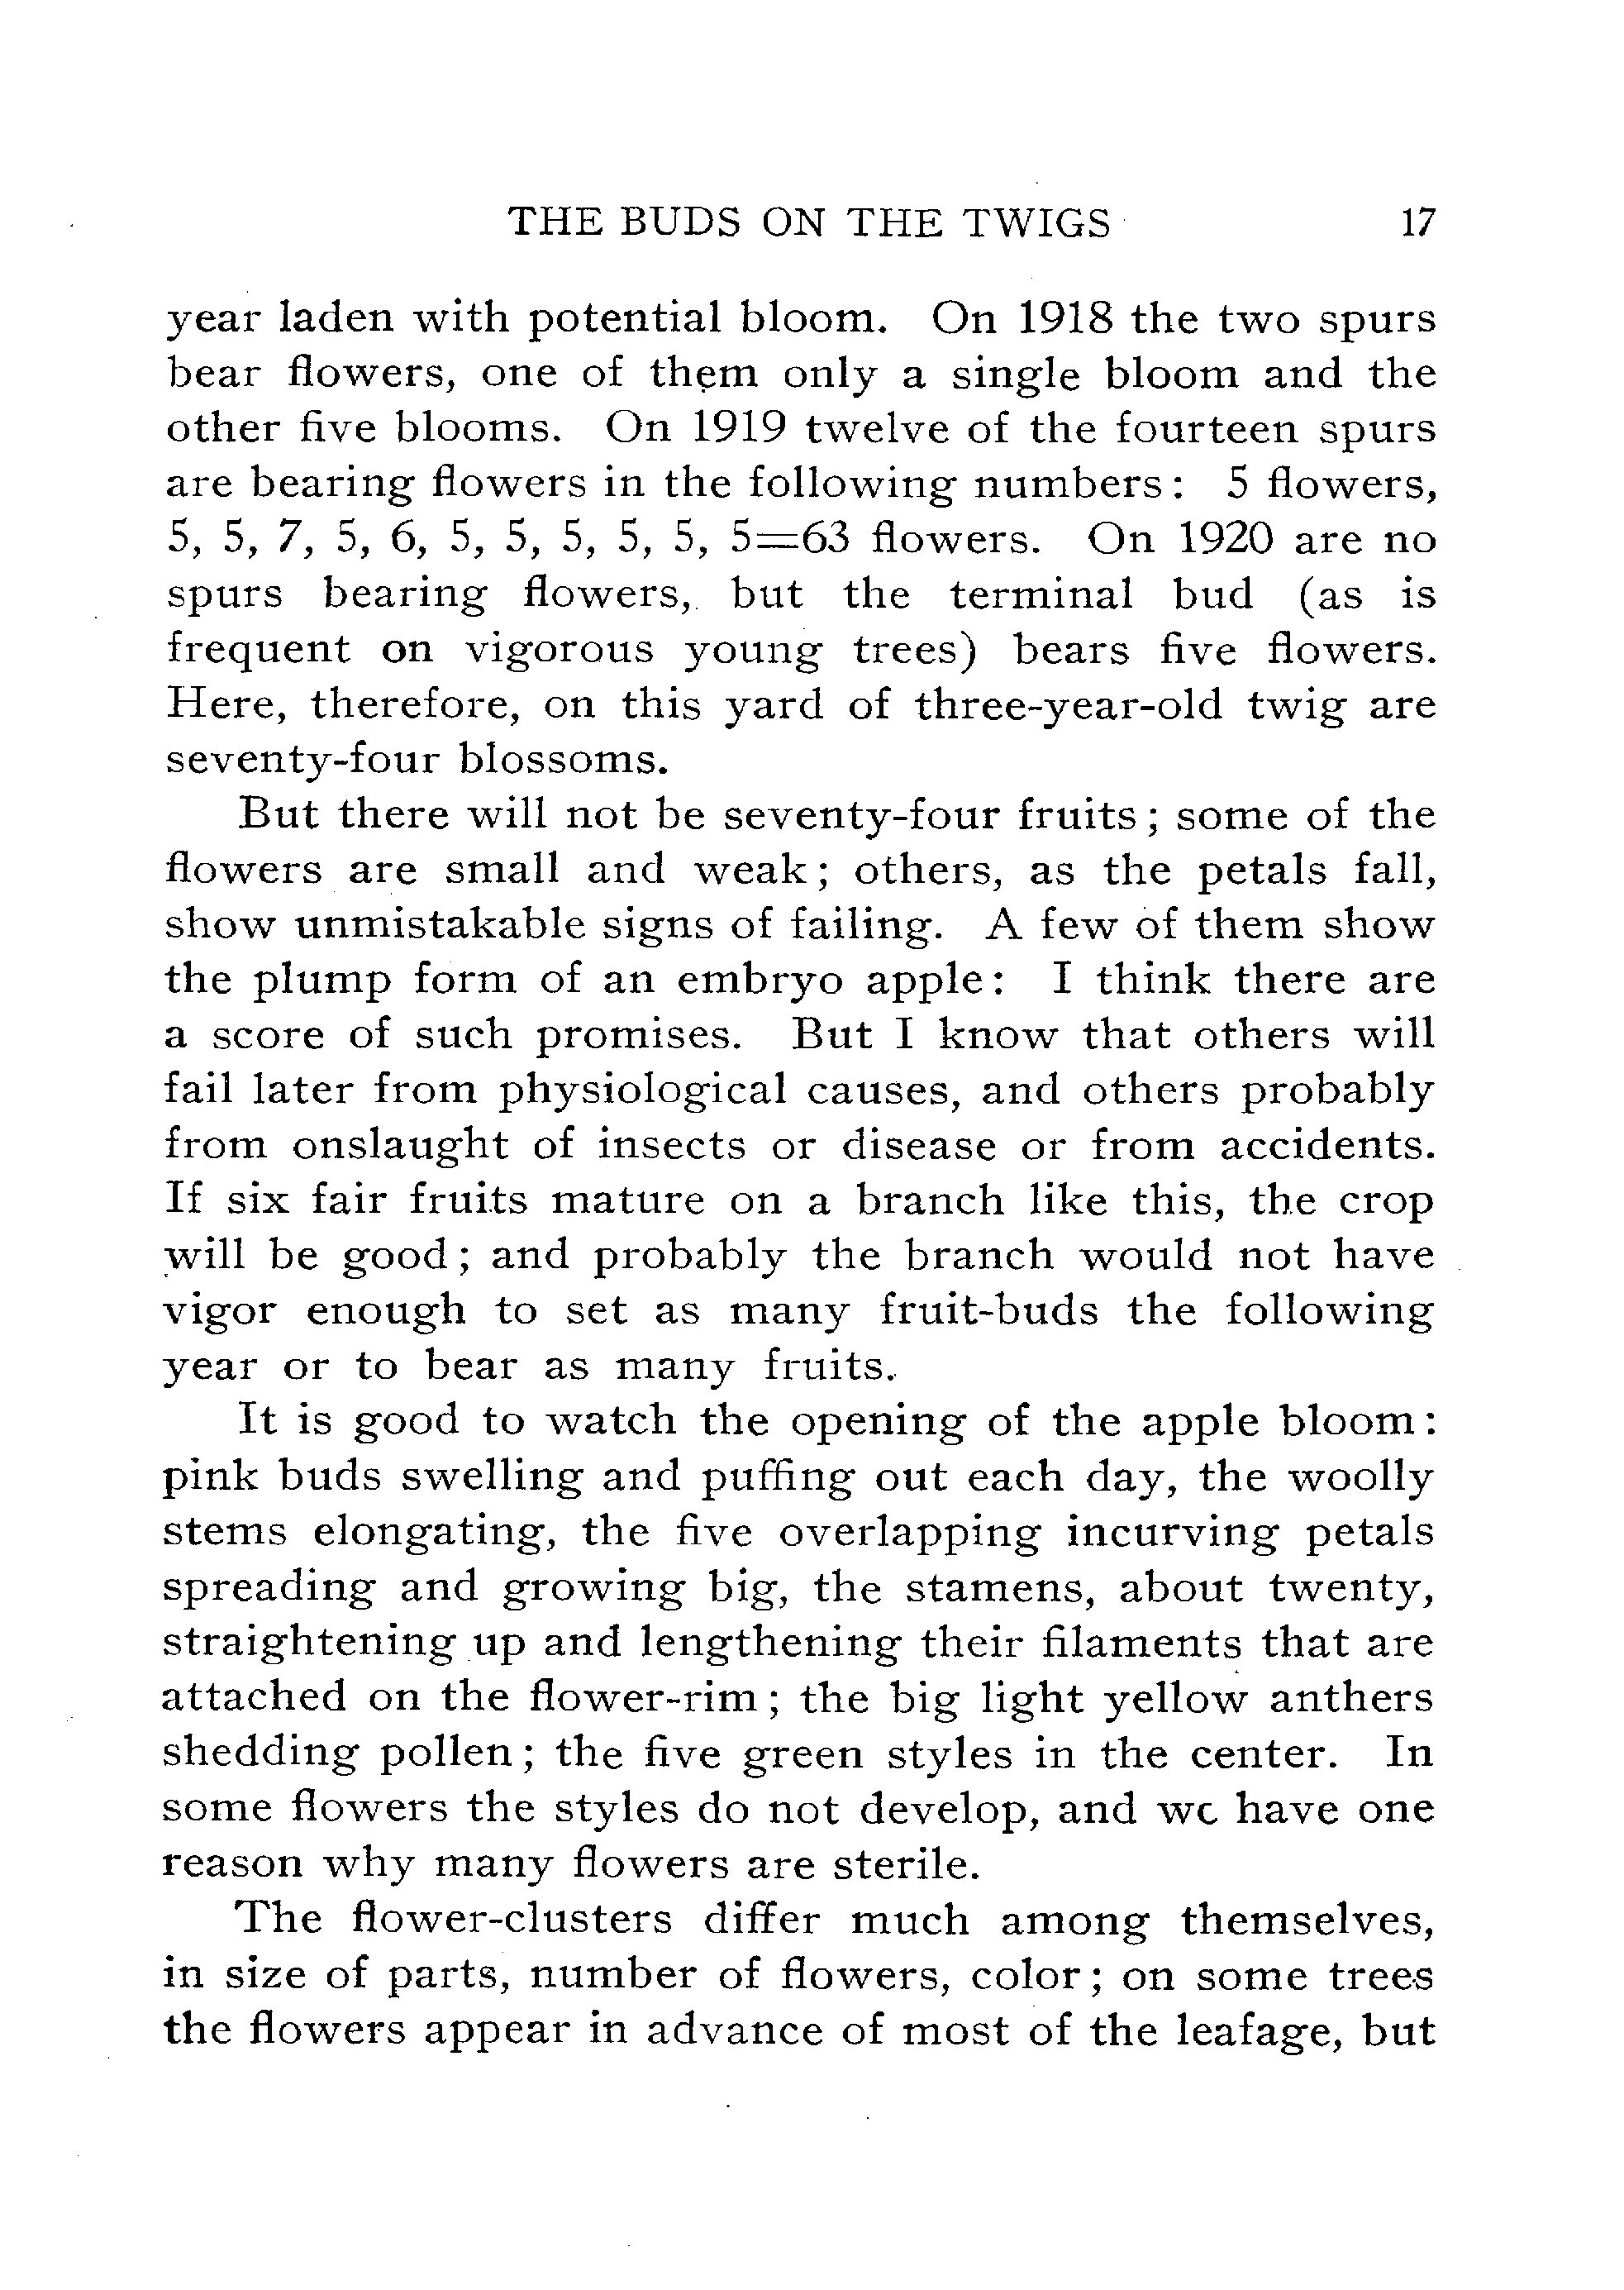 THE BUDS ON THE TWIGS 17
year laden with potential bloom. On 1918 the two spurs
bear flowers, one of them only a single bloom and the
other five blooms. On 1919 twelve of the fourteen spurs
are bearing flowers in the following numbers: 5 flowers,
5, 5, 7, 5, 6, 5, 5, 5, 5, 5, 5=63 flowers. On 1920 are no
spurs bearing flowers, but the terminal bud (as is
frequent on vigorous young trees) bears five flowers.
Here, therefore, on this yard of three-year-old twig are
seventy-four blossoms.
But there will not be seventy-four fruits; some of the
flowers are small and weak; others, as the petals fall,
show unmistakable signs of failing. A few of them show
the plump form of an embryo apple: I think there are
a score of such promises. But I know that others will
fail later from physiological causes, and others probably
from onslaught of insects or disease or from accidents.
If six fair fruits mature on a branch like this, the crop
will be good; and probably the branch would not have
vigor enough to set as many fruit-buds the following
year or to bear as many fruits.
It is good to watch the opening of the apple bloom:
pink buds swelling and puffing out each day, the woolly
stems elongating, the five overlapping incurving petals
spreading and growing big, the stamens, about twenty,
straightening up and lengthening their filaments that are
attached on the flower-rim; the big light yellow anthers
shedding pollen; the five green styles in the center. In
some flowers the styles do not develop, and we have one
reason why many flowers are sterile.
The flower-clusters differ much among themselves,
in size of parts, number of flowers, color; on some trees
the flowers appear in advance of most of the leafage, but